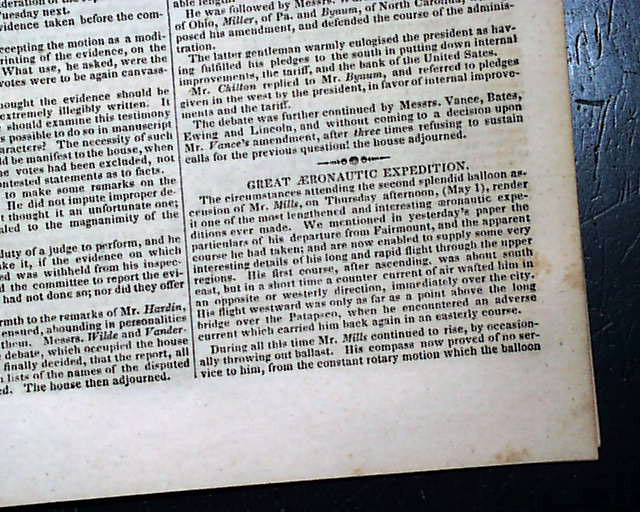 Tuesday next.
vidence taken before the com-
ccepting the motion as a modi-
rinting of the evidence, on the
What use, he asked, were the
votes were to be again canvass-
ought the evidence should be
extremely illegibly written. It
should examine this testimony
s possible to do so in manuscript
racter? The necessity of such
d be manifest to the house, when
e votes had been excluded, not
ontested statements as to facts.
To make some remarks on the
He did not impute improper de-
t thought it an unfortunate one;
aled to the magnanimity of the
duty of a judge to perform, and he
ke it, if the evidence on which
ed was withheld from his inspec-
d the committee to report the evi-
had not done so; nor did they offer
rmth to the remarks of Mr. Hardin,
ensured, abounding in personalities
them. Messrs. Wilde and Vander-
debate, which occupied the house
finally decided, that the report, all
n lists of the names of the disputed
ed. The house then adjourned.
He was followed by Messrs.
of Ohio, Miller, of Pa. and Bynum, of North Carolina,
posed his amendment, and defended the course of the adminis-
tration.
The latter gentleman warmly eulogised the president as hav-
ing fulfilled his pledges to the south in putting down internal
improvements, the tariff, and the bank of the United States.
Mr. Chilton replied to Mr. Bynum, and referred to pledges
given in the west by the president, in favor of internal improve-
ments and the tariff.
The debate was further continued by Messrs. Vance, Bates,
Ewing and Lincoln, and without coming to a decision upon
Mr. Vance's amendment, after three times refusing to sustain
calls for the previous question! the house adjourned.
GREAT ÆRONAUTIC EXPEDITION.
The circumstances attending the second splendid balloon as-
cension of Mr. Mills, on Thursday afternoon, (May 1), render
it one of the most lengthened and interesting æronautic expe-
ditions ever made. We mentioned in yesterday's paper the
particulars of his departure from Fairmount, and the apparent
course he had taken; and are now enabled to supply some very
interesting details of his long and rapid flight through the upper
regions. His first course, after ascending, was about south
east, but in a short time a counter current of air wafted him in
an opposite or westerly direction, immediately over the city.
His flight westward was only as far as a point above the long
bridge over the Patapsco, when he encountered an adverse
current which carried him back again in an easterly course.
During all this time Mr. Mills continued to rise, by occasion-
ally throwing out ballast. His compass now proved of no ser-
vice to him, from the constant rotary motion which the balloon